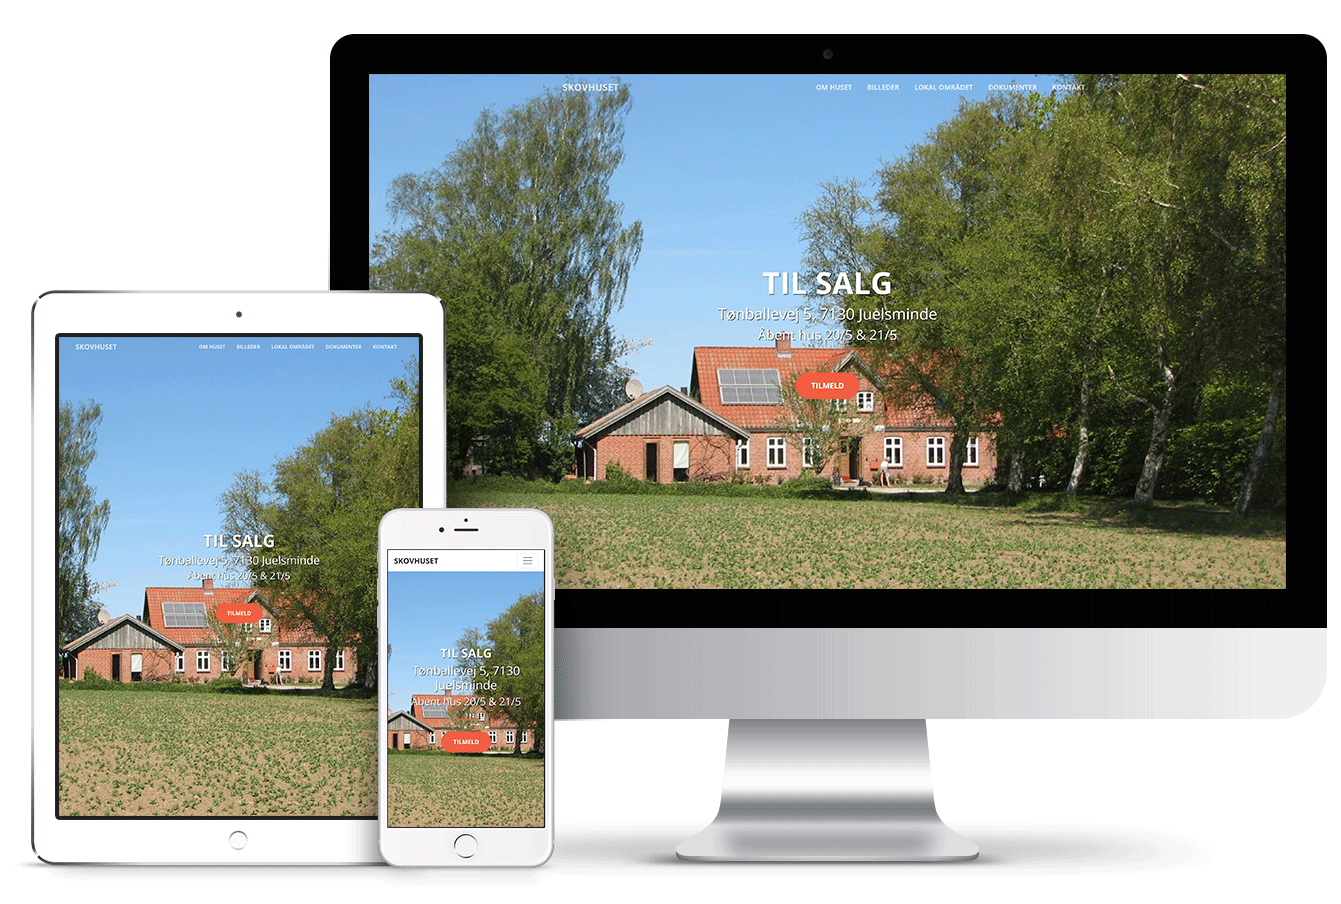 SKOVHUSET
OM HUSET BILLEDER LOKAL OMRÅDET DOKUMENTER KONTAKT
TIL SALG
Tønballevej 5, 7130 Juelsminde
Åbent hus 20/5 & 21/5
TILMELD
SKOVHUSET
OM HUSET BILLEDER LOKAL OMRÅDET DOKUMENTER KONTAKT
TIL SALG
Tønballevej 5, 7130 Juelsminde
Åbent hus 20/5 & 21/5
TILMELD
SKOVHUSET
TIL SALG
Tønballevej 5, 7130
Juelsminde
Åbent hus 20/5 & 21/5
TILMELD